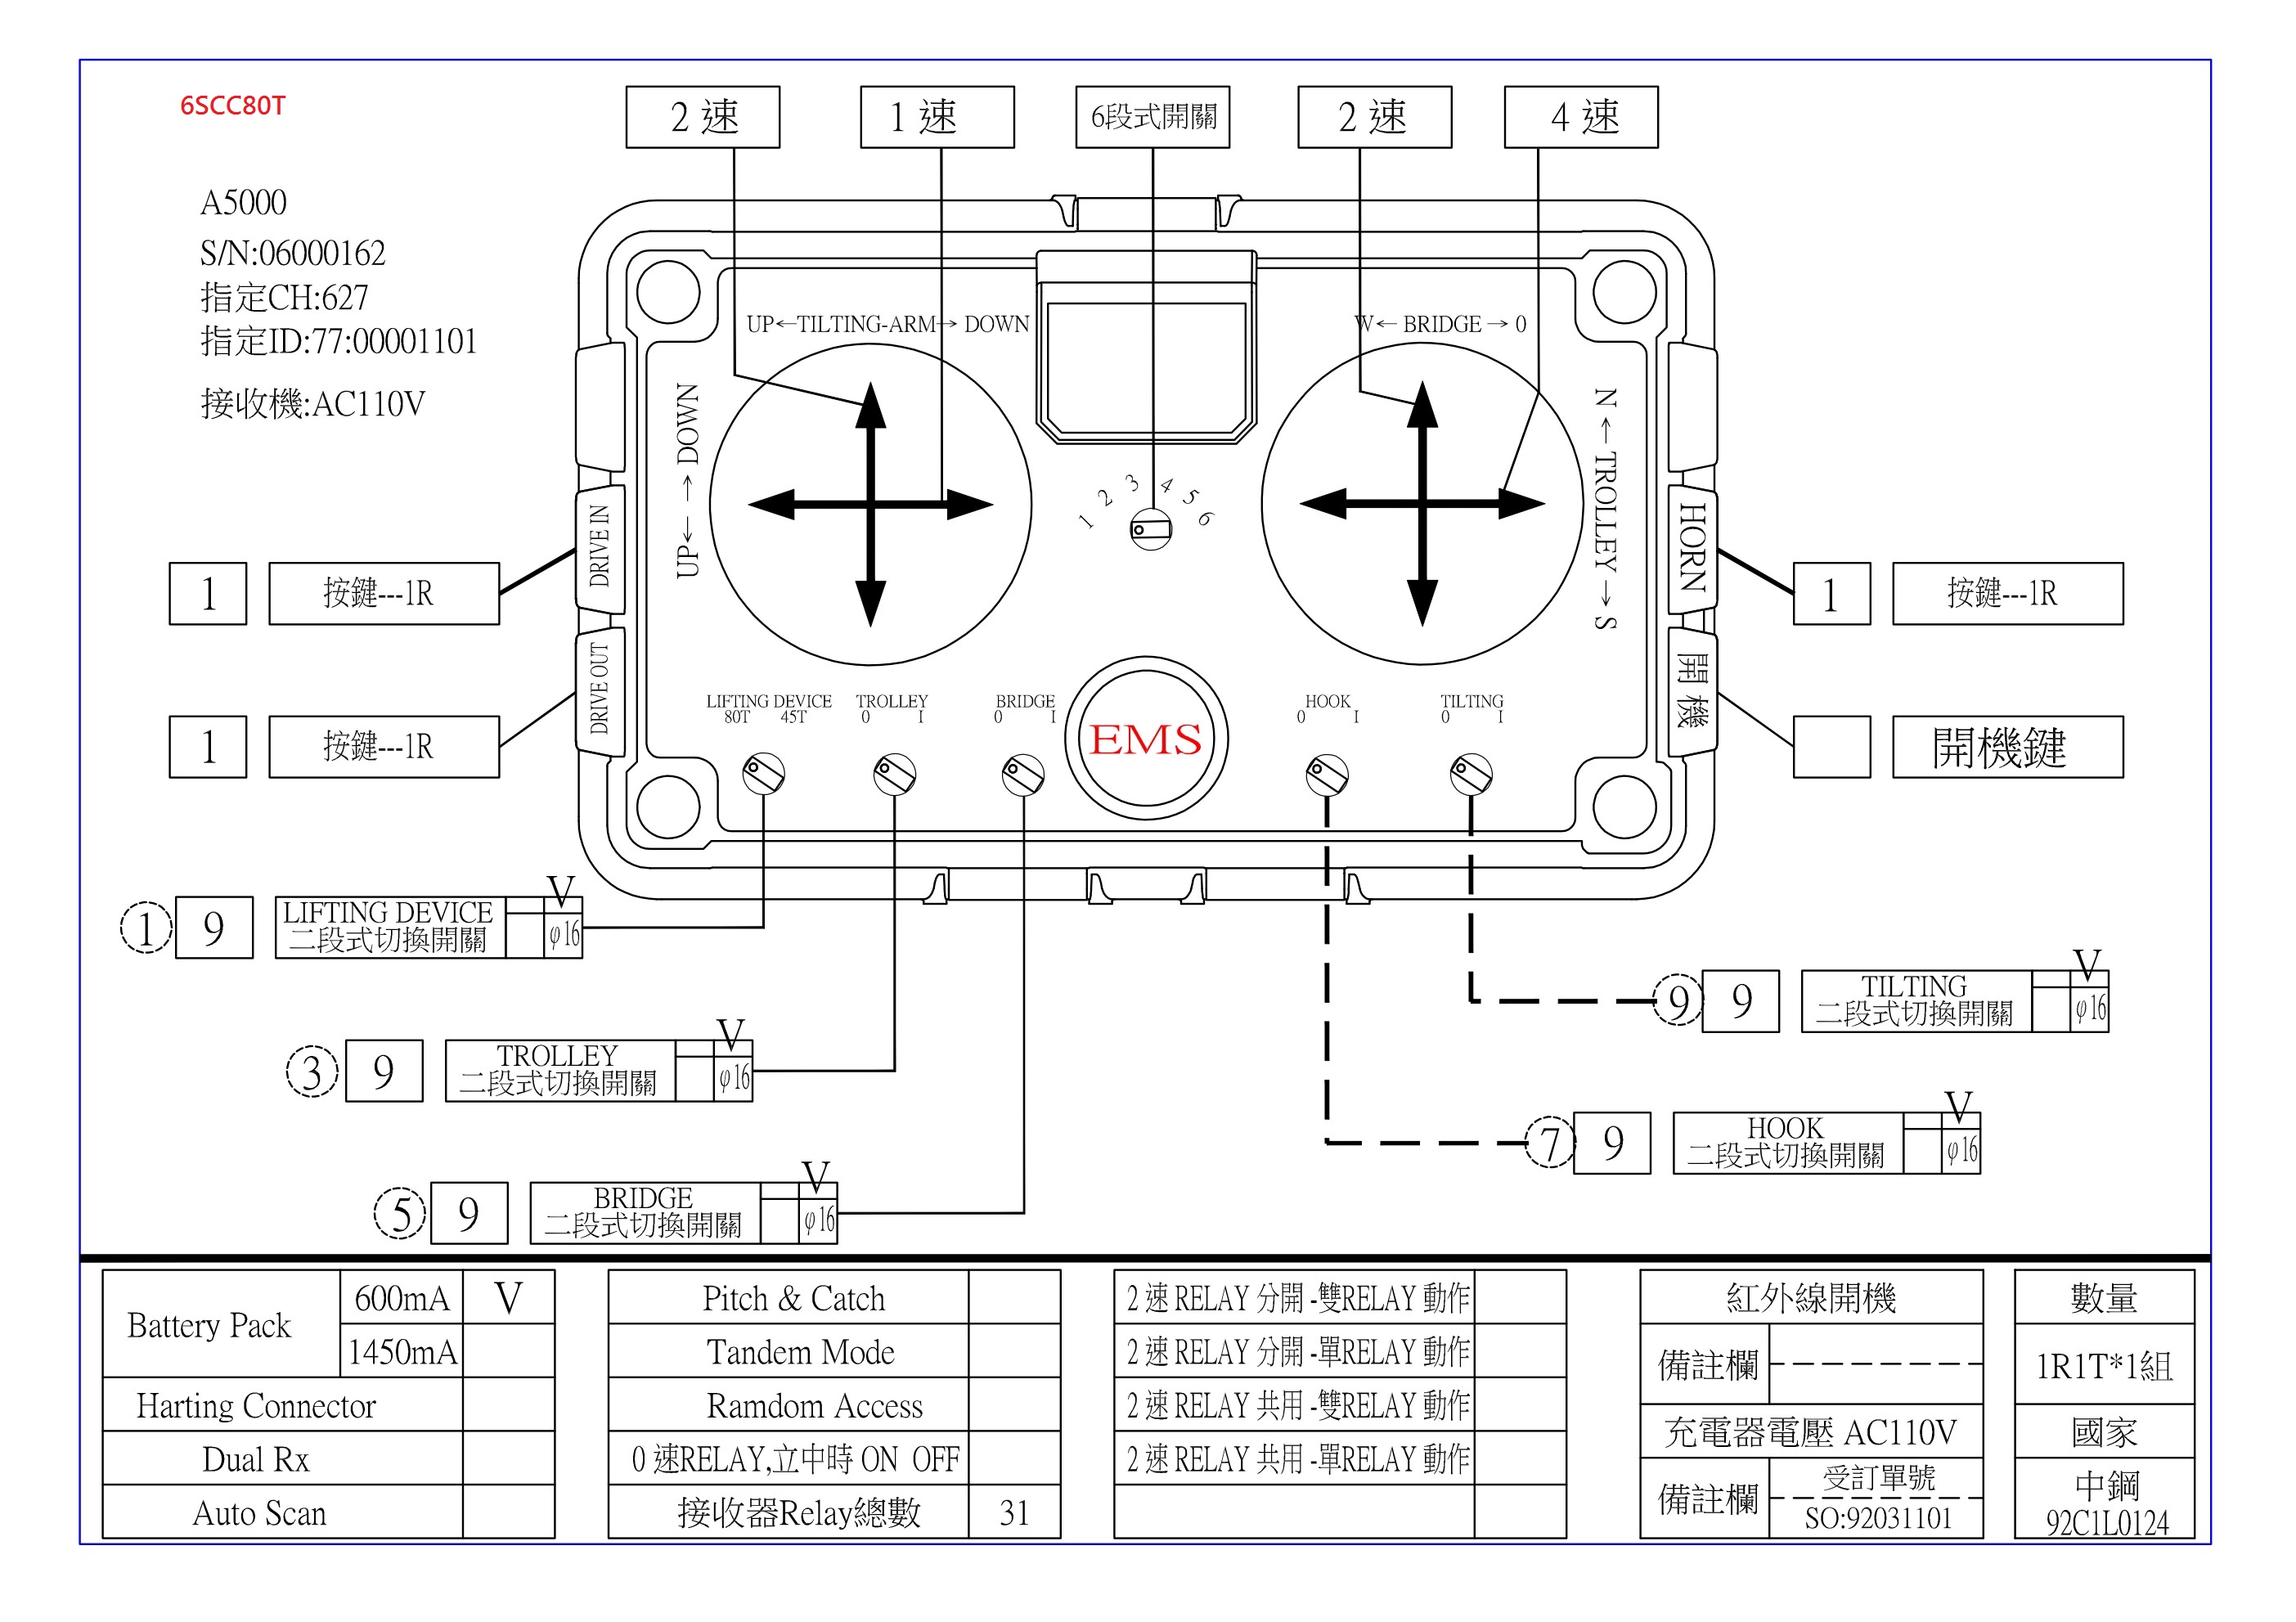 6SCC80T
2 速
1 速
6段式開關
2 速
4 速
A5000
S/N:06000162
指定CH:627
指定ID:77:00001101
接收機:AC110V
UP←TILTING-ARM→ DOWN
W← BRIDGE → 0
UP← → DOWN
N ← TROLLEY → S
1 2 3 4 5 6
DRIVE IN
HORN
1 按鍵---1R
1 按鍵---1R
DRIVE OUT
開機
1 按鍵---1R
開機鍵
LIFTING DEVICE
80T 45T
TROLLEY
0 I
BRIDGE
0 I
EMS
HOOK
0 I
TILTING
0 I
1 9 LIFTING DEVICE V
二段式切換開關 φ16
9 9 TILTING V
二段式切換開關 φ16
3 9 TROLLEY V
二段式切換開關 φ16
7 9 HOOK V
二段式切換開關 φ16
5 9 BRIDGE V
二段式切換開關 φ16
Battery Pack
600mA V
1450mA
Harting Connector
Dual Rx
Auto Scan
Pitch & Catch
Tandem Mode
Ramdom Access
0 速RELAY,立中時 ON OFF
接收器Relay總數 31
2 速 RELAY 分開 -雙RELAY 動作
2 速 RELAY 分開 -單RELAY 動作
2 速 RELAY 共用 -雙RELAY 動作
2 速 RELAY 共用 -單RELAY 動作
紅外線開機
備註欄
充電器電壓 AC110V
備註欄
受訂單號
SO:92031101
數量
1R1T*1組
國家
中鋼
92C1L0124